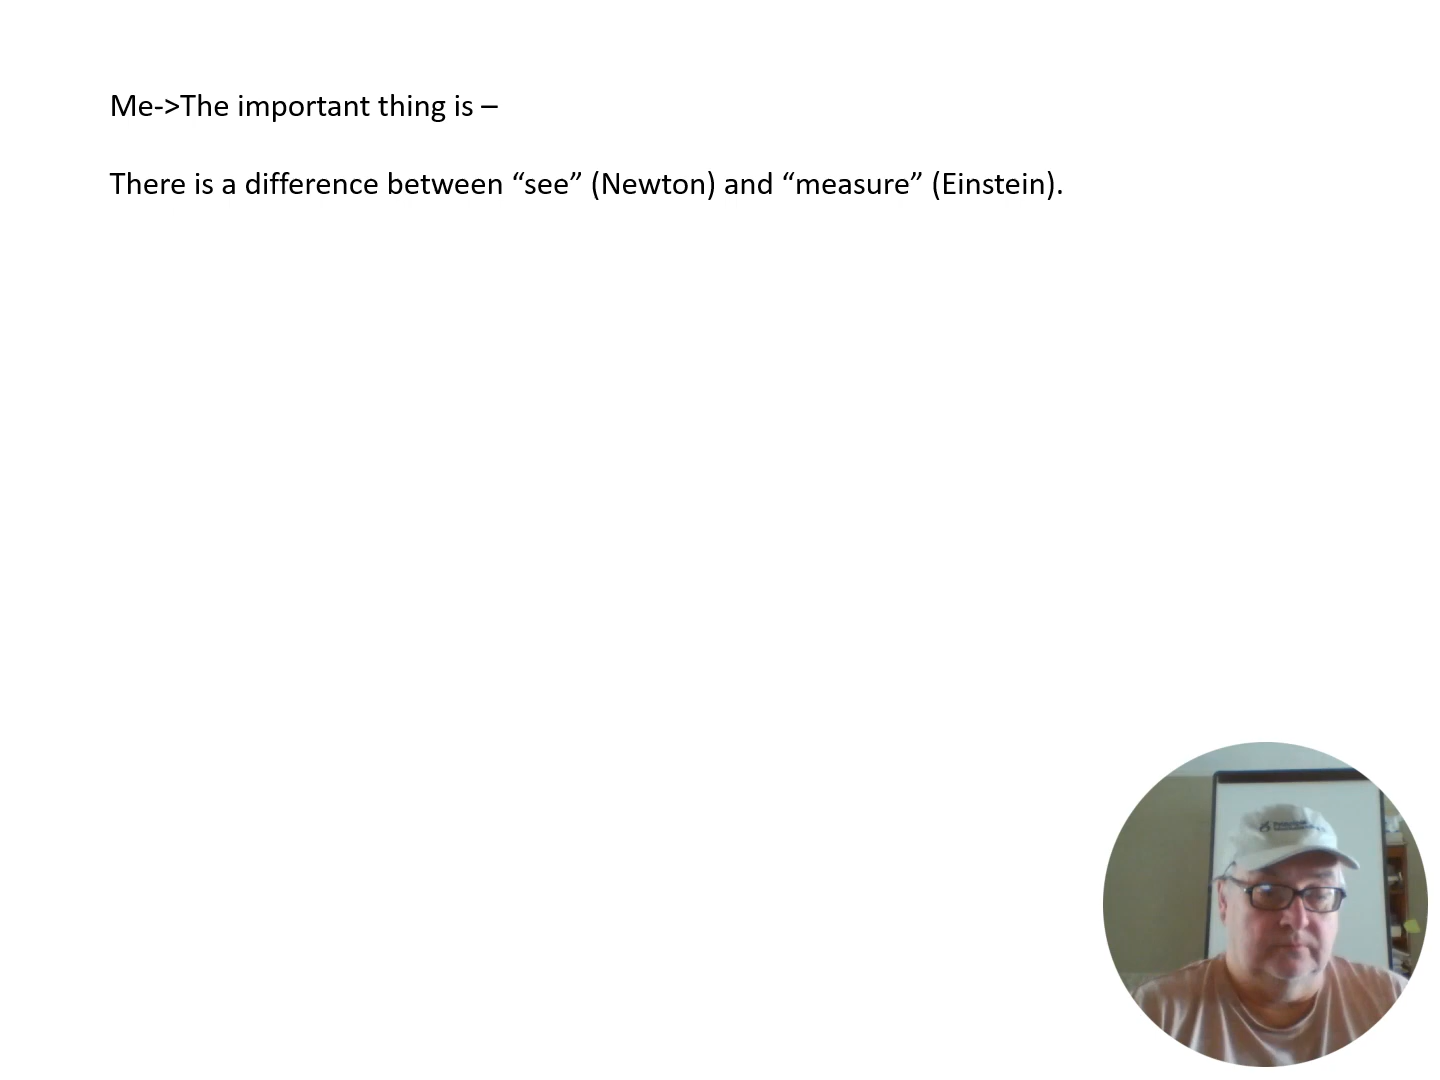 Me->The important thing is –
There is a difference between “see” (Newton) and “measure” (Einstein).